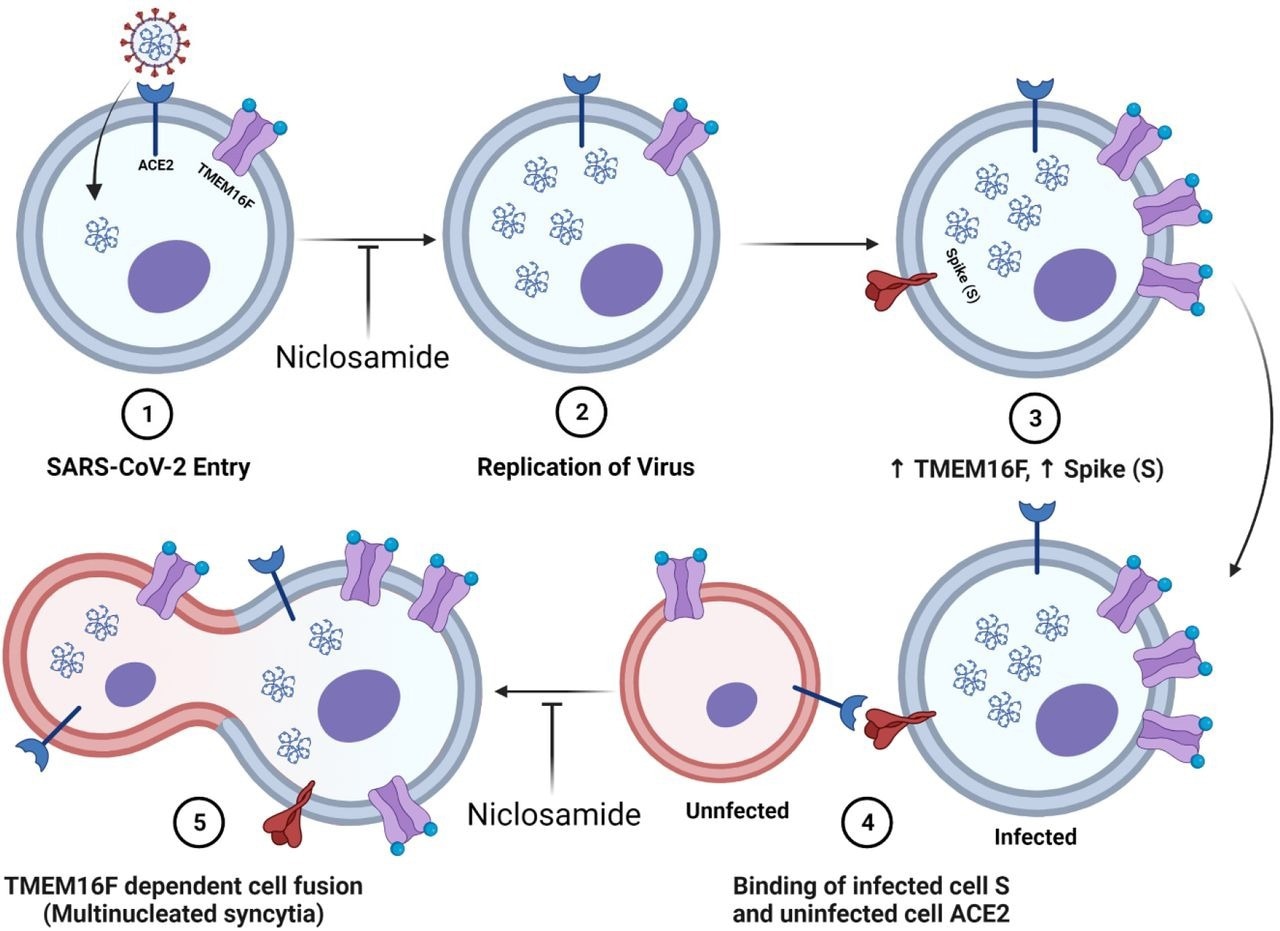 ACE2
TMEM16F
Niclosamide
1
SARS-CoV-2 Entry
2
Replication of Virus
Spike (S)
3
↑ TMEM16F, ↑ Spike (S)
Unnfected
4
Infected
Binding of infected cell S
and uninfected cell ACE2
Niclosamide
5
TMEM16F dependent cell fusion
(Multinucleated syncytia)